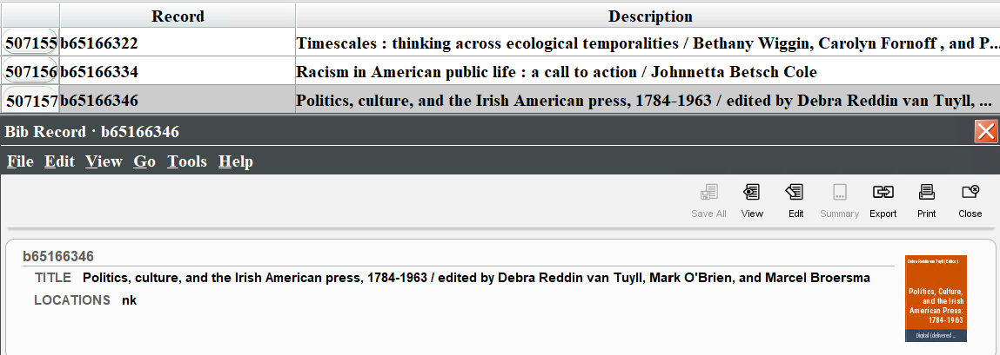 Record Description
507155 b65166322 Timescales : thinking across ecological temporalities / Bethany Wiggin, Carolyn Fornoff , and P...
507156 b65166334 Racism in American public life : a call to action / Johnnetta Betsch Cole
507157 b65166346 Politics, culture, and the Irish American press, 1784-1963 / edited by Debra Reddin van Tuyll, ...
Bib Record · b65166346
File Edit View Go Tools Help
Save All View Edit Summary Export Print Close
b65166346
TITLE Politics, culture, and the Irish American press, 1784-1963 / edited by Debra Reddin van Tuyll, Mark O'Brien, and Marcel Broersma
LOCATIONS nk
Debra Reddin van Tuyll (Editor)
Politics, Culture,
and the Irish
American Press:
1784-1963
Digital (delivered ...